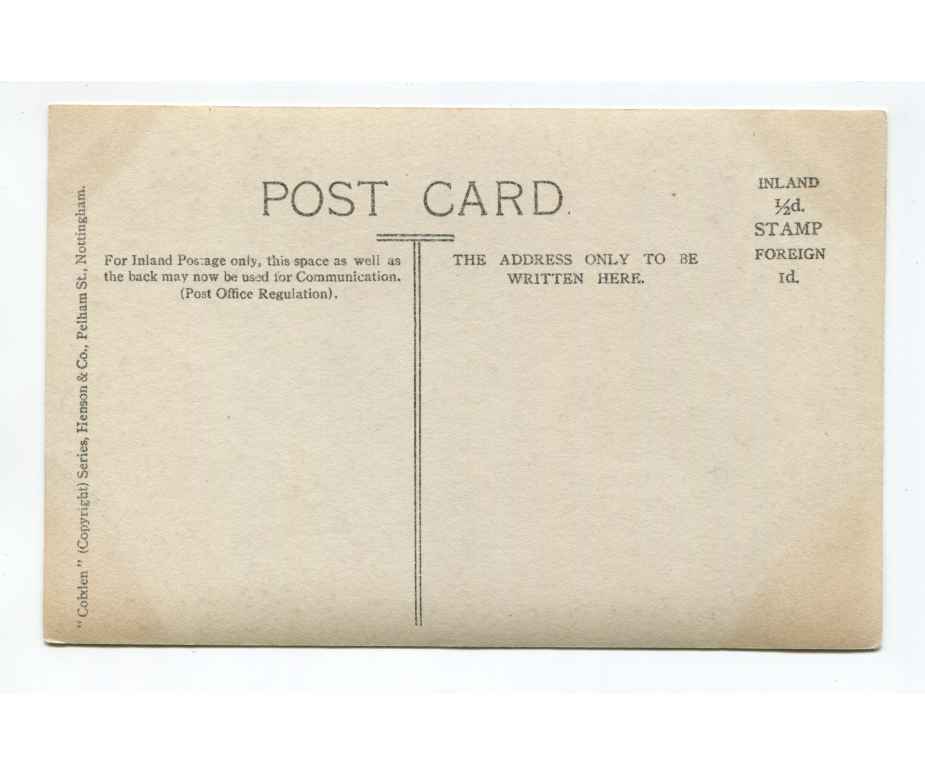 POST CARD.
INLAND
½d.
STAMP
FOREIGN
1d.
For Inland Postage only, this space as well as
the back may now be used for Communication.
(Post Office Regulation).
THE ADDRESS ONLY TO BE
WRITTEN HERE.
"Cobden" (Copyright) Series, Henson & Co., Pelham St., Nottingham.